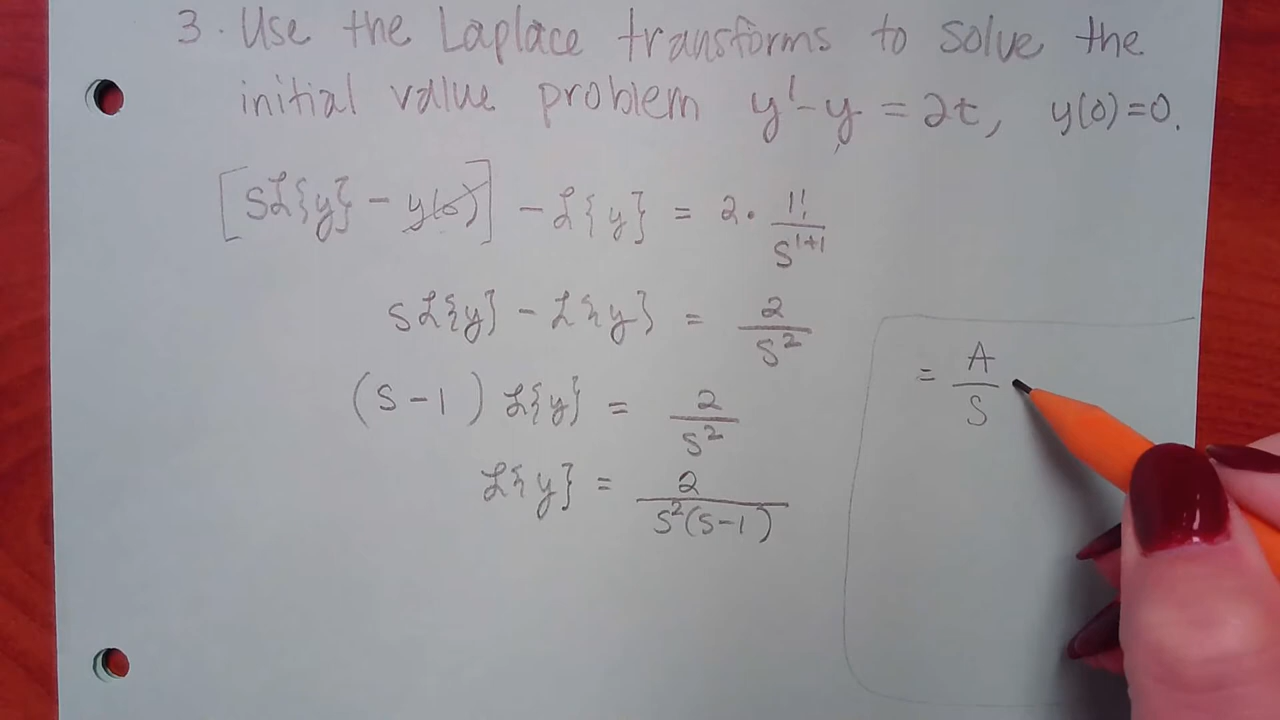 3. Use the Laplace transforms to solve the
initial value problem y' - y = 2t, y(0)=0.
[sℒ{y} - y(0)] - ℒ{y} = 2 · 1!/s^(1+1)
sℒ{y} - ℒ{y} = 2/s²
(s-1) ℒ{y} = 2/s²
ℒ{y} = 2/(s²(s-1))
= A/s